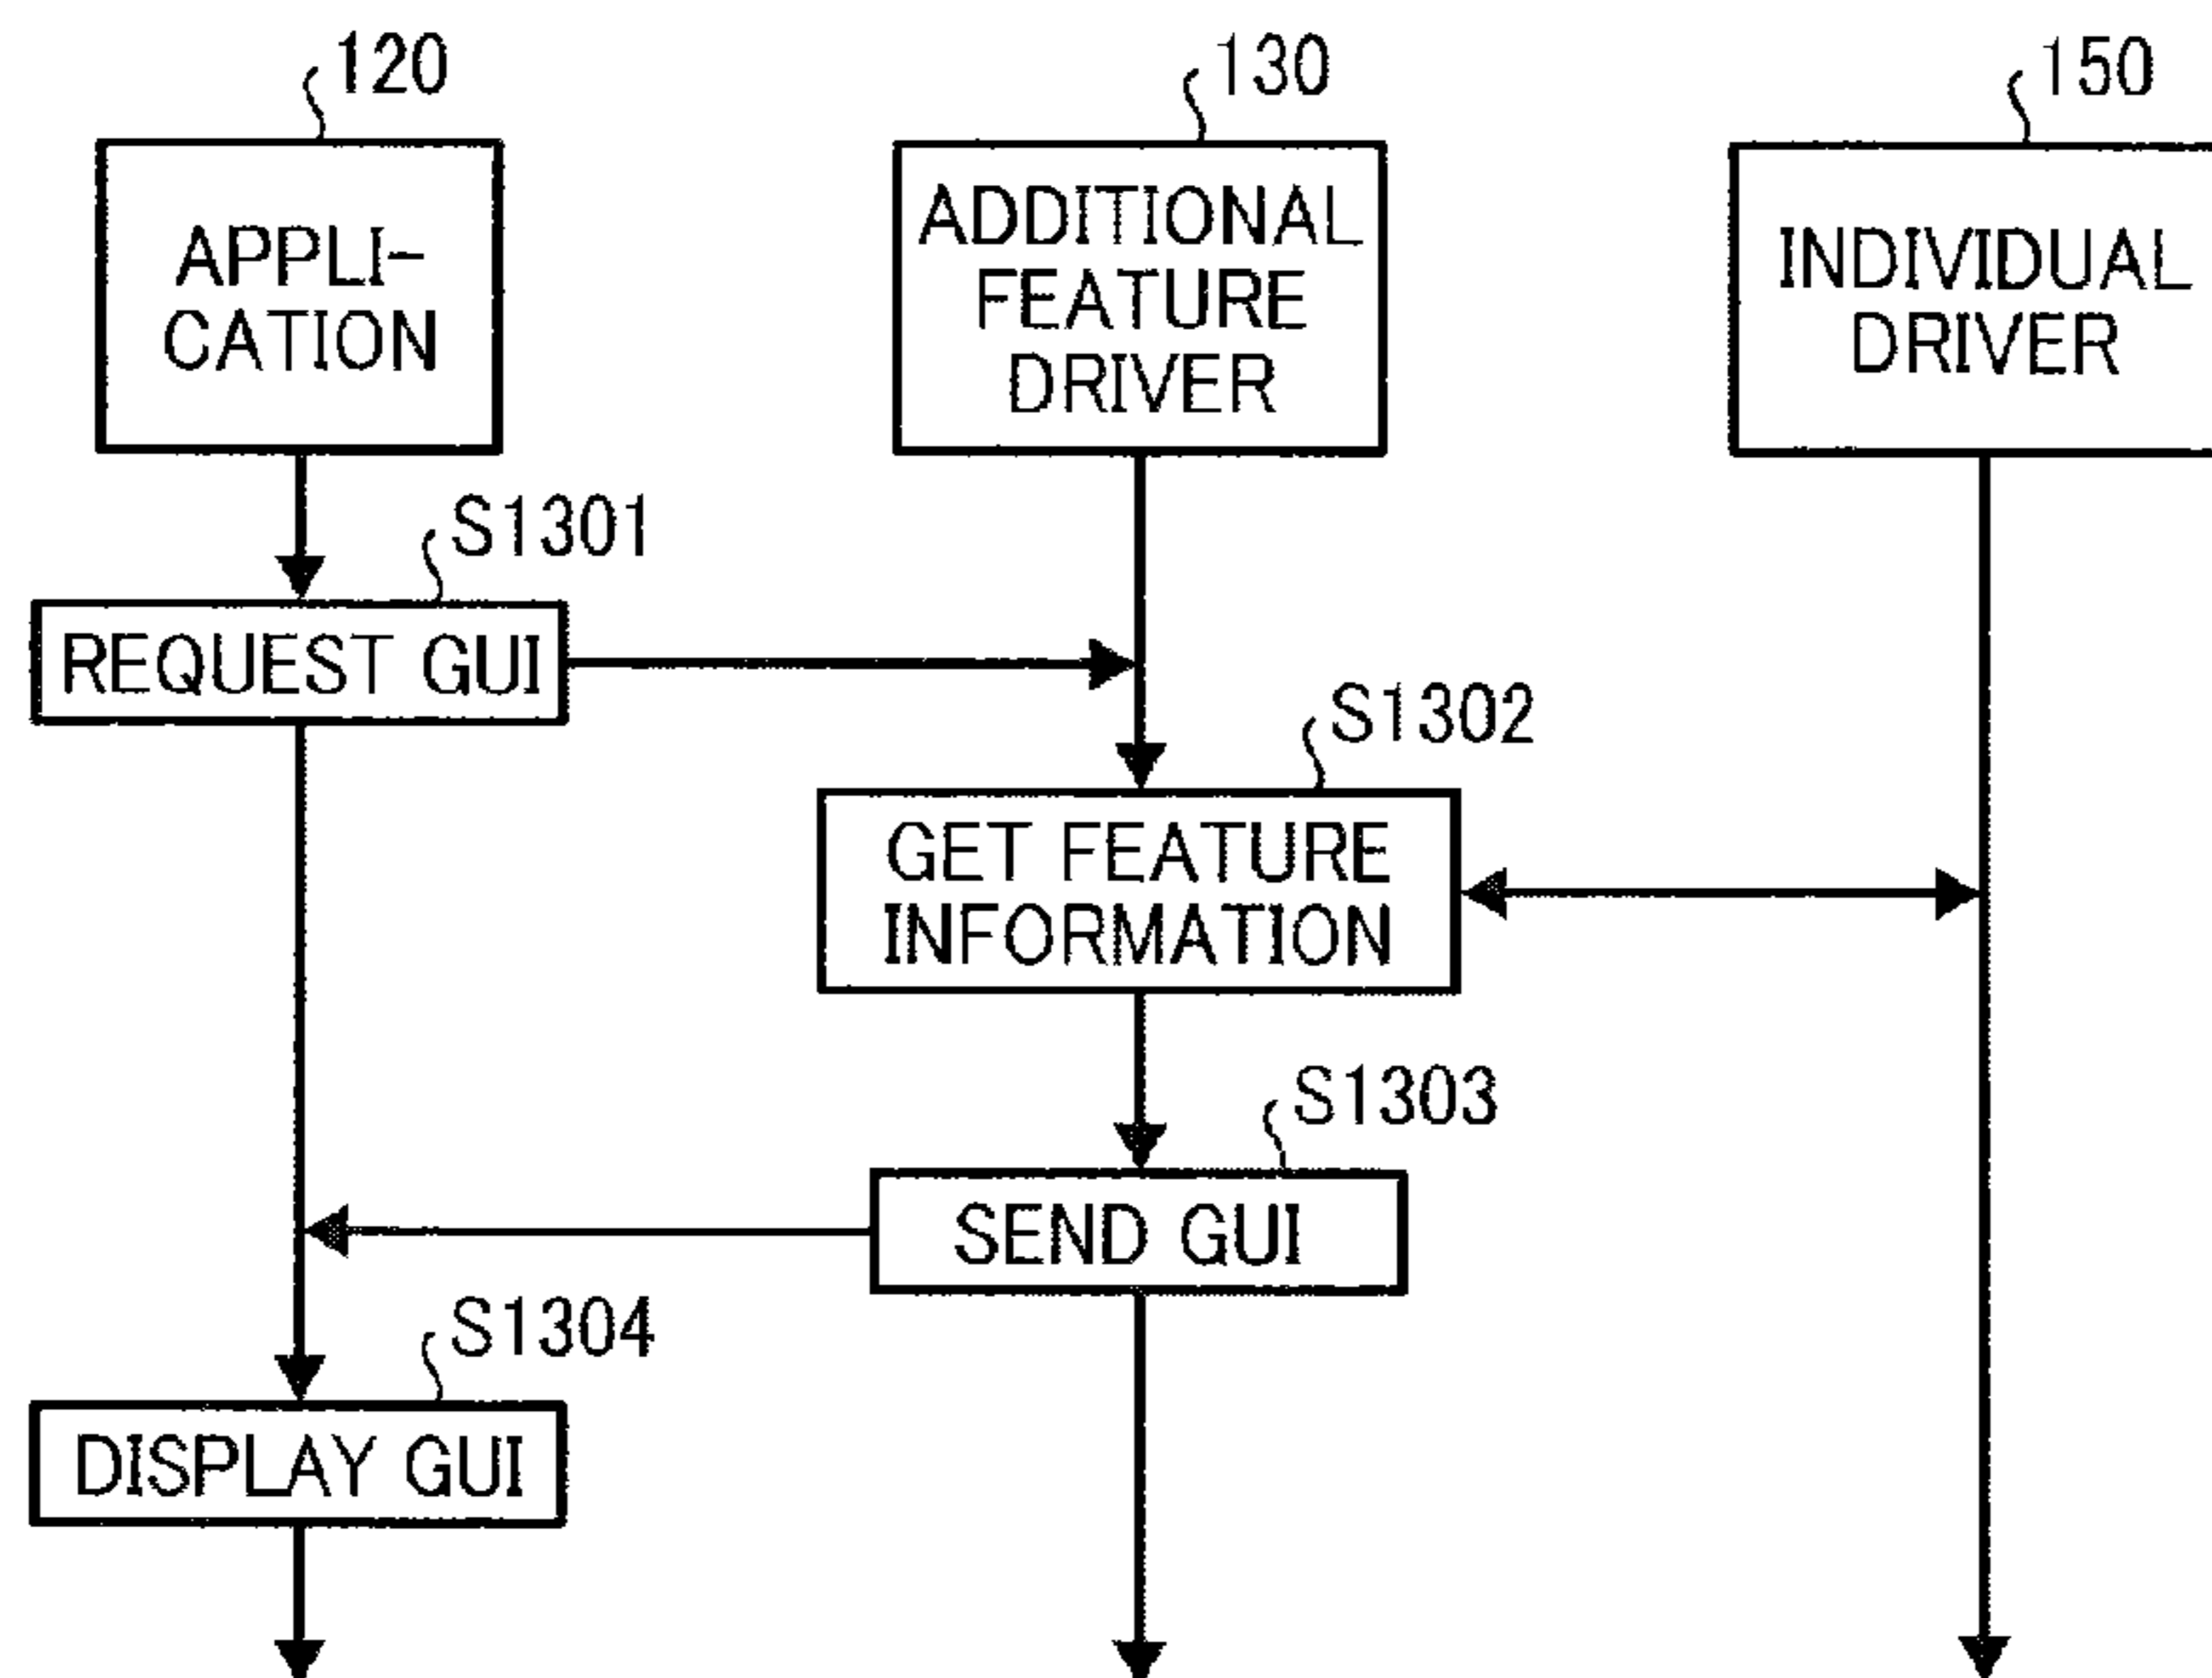 120
130
150
APPLI-
CATION
ADDITIONAL
FEATURE
DRIVER
INDIVIDUAL
DRIVER
S1301
REQUEST GUI
S1302
GET FEATURE
INFORMATION
S1303
SEND GUI
S1304
DISPLAY GUI